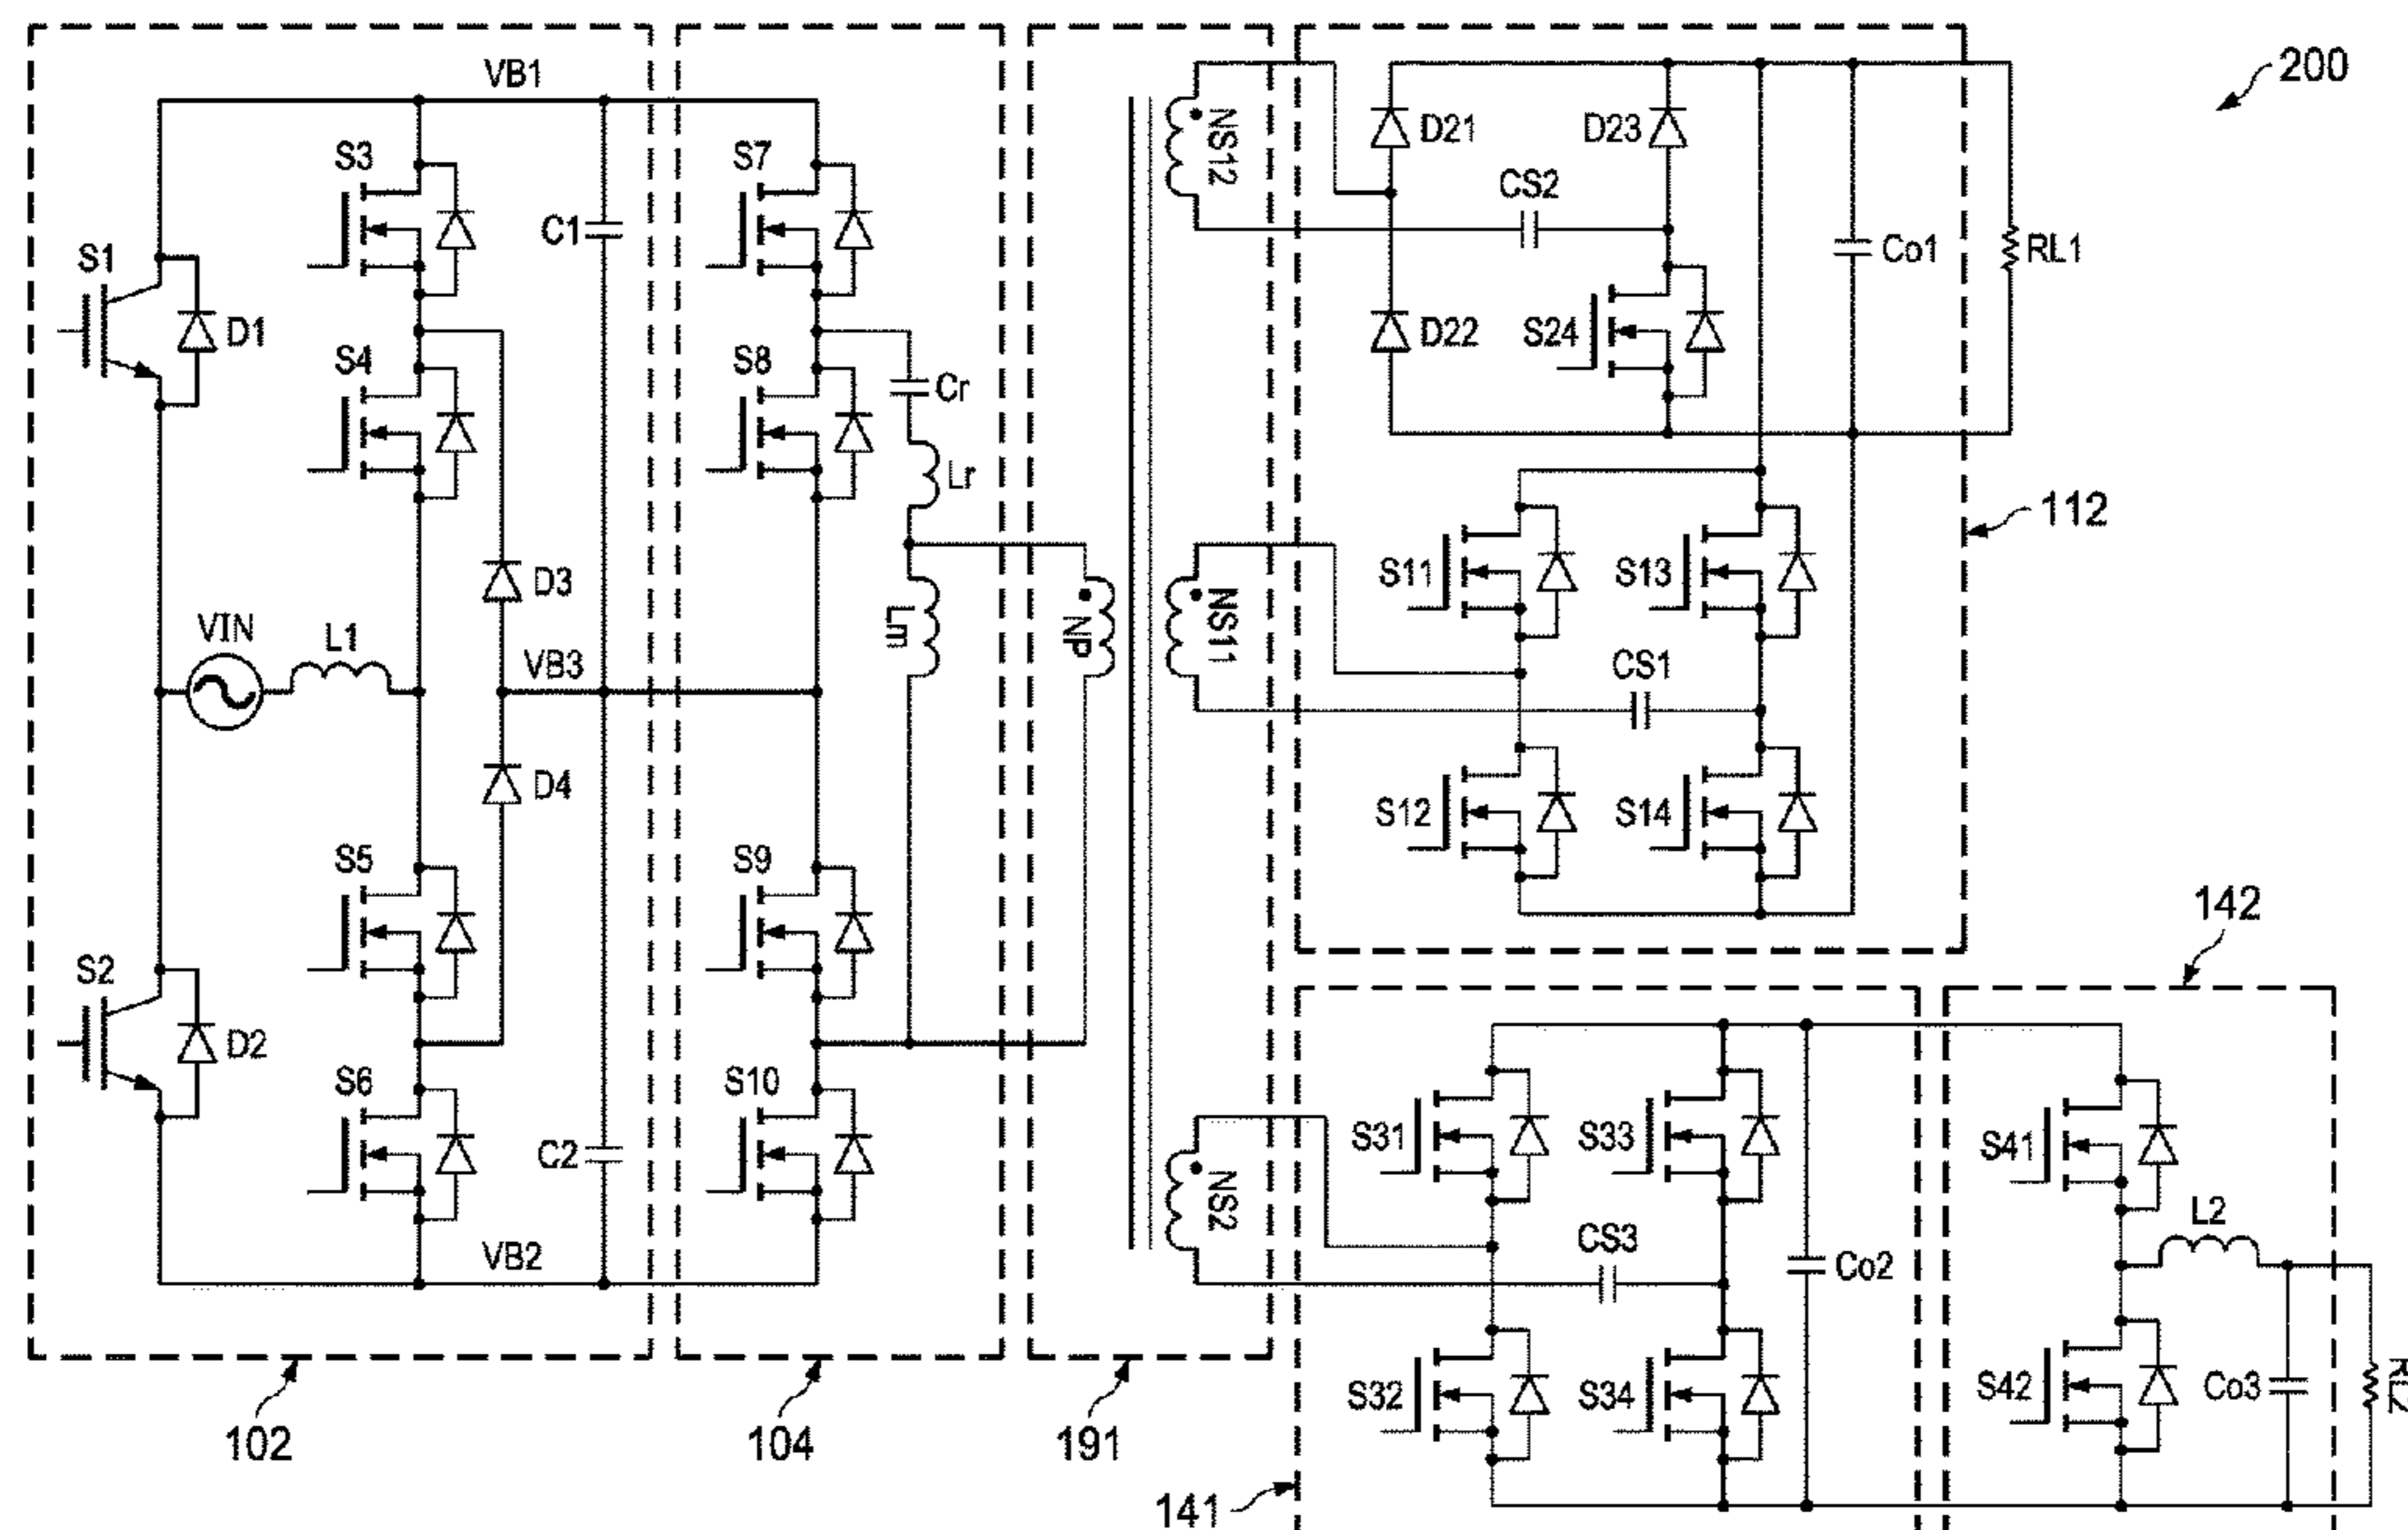 VB1
200
S3
S7
NS12
D21
D23
CS2
C1
S1
Co1
RL1
D1
S4
S8
D22
S24
Cr
Lr
112
S11
S13
D3
VIN
L1
Lm
NP
NS11
VB3
CS1
D4
S12
S14
S5
S9
142
S2
D2
S6
S10
S31
S33
S41
C2
NS2
L2
VB2
CS3
Co2
S32
S34
S42
Co3
RL2
102
104
191
141